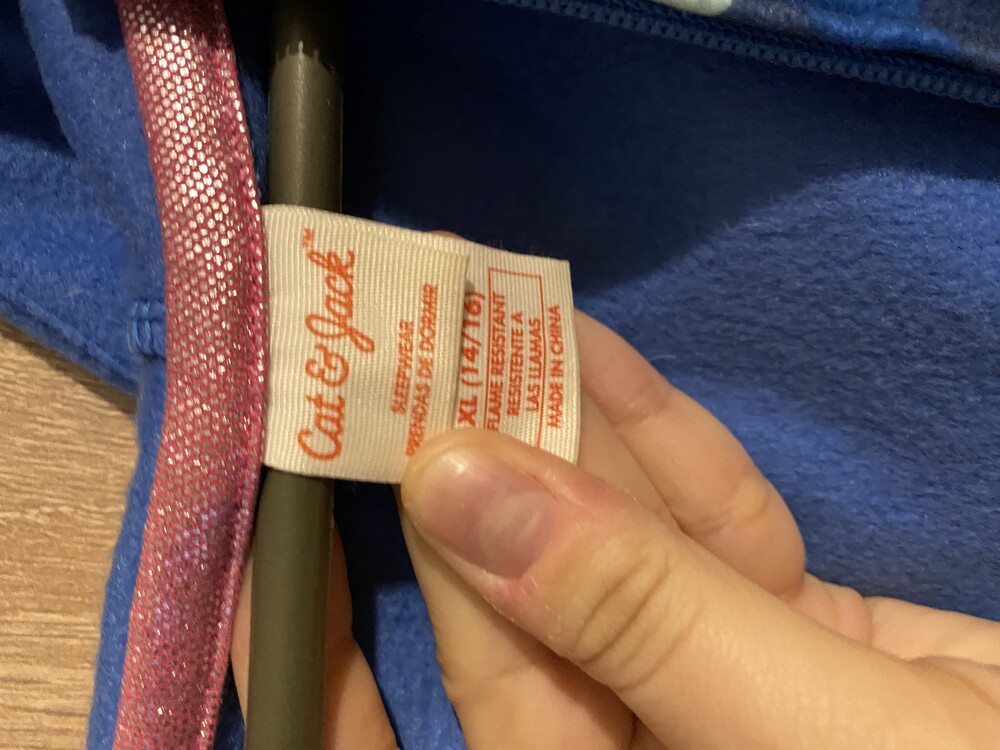 Cat & Jack™
SLEEPWEAR
PRENDAS DE DORMIR
XL (14/16)
FLAME RESISTANT
RESISTENTE A
LAS LLAMAS
MADE IN CHINA